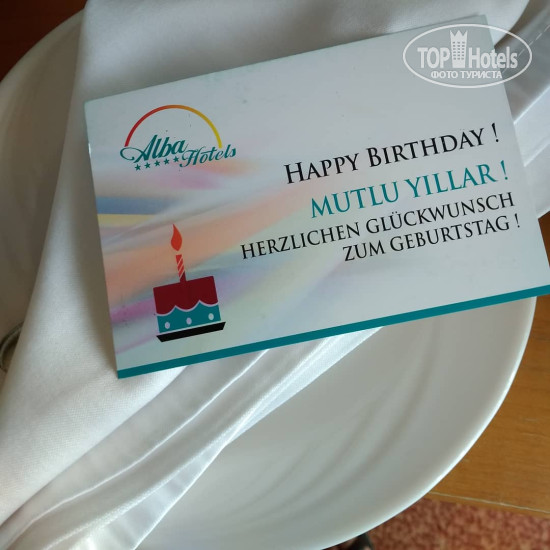 TOP Hotels
ФОТО ТУРИСТА
Alba
★★★★★ Hotels
HAPPY BIRTHDAY !
MUTLU YILLAR !
HERZLICHEN GLÜCKWUNSCH
ZUM GEBURTSTAG !